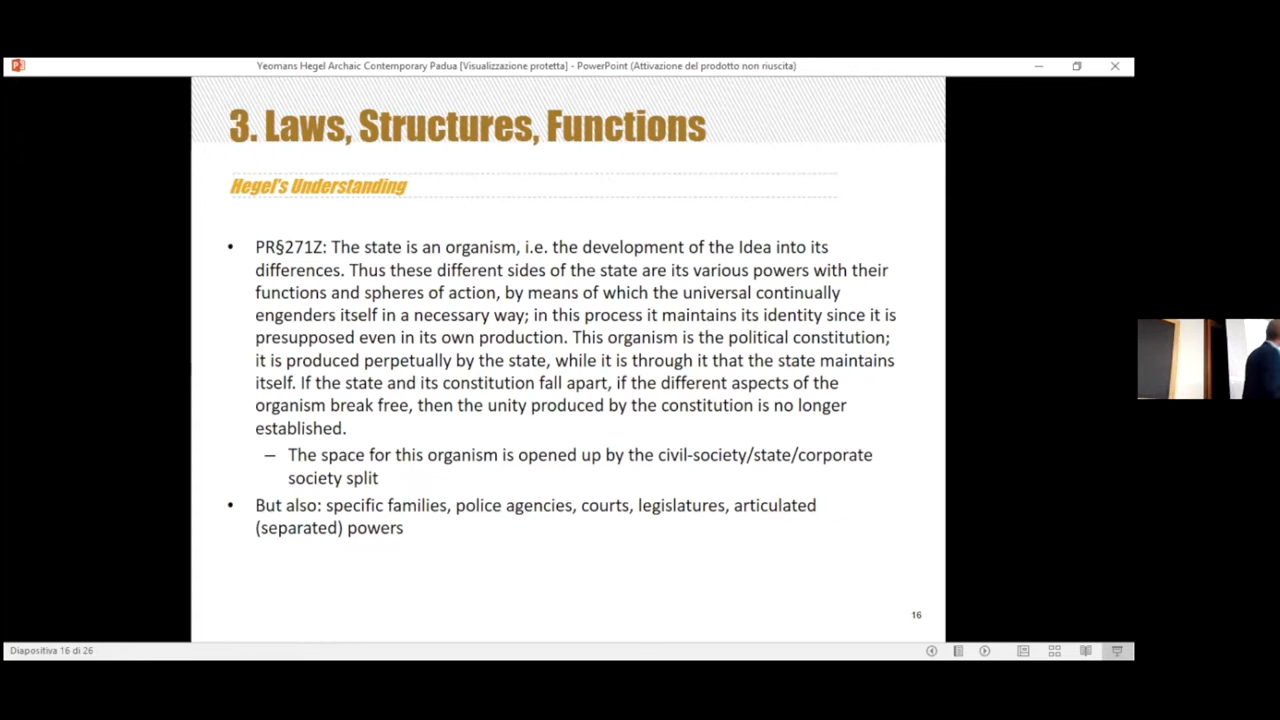 Yeomans Hegel Archaic Contemporary Padua [Visualizzazione protetta] - PowerPoint (Attivazione del prodotto non riuscita)
3. Laws, Structures, Functions
Hegel's Understanding
• PR§271Z: The state is an organism, i.e. the development of the Idea into its
differences. Thus these different sides of the state are its various powers with their
functions and spheres of action, by means of which the universal continually
engenders itself in a necessary way; in this process it maintains its identity since it is
presupposed even in its own production. This organism is the political constitution;
it is produced perpetually by the state, while it is through it that the state maintains
itself. If the state and its constitution fall apart, if the different aspects of the
organism break free, then the unity produced by the constitution is no longer
established.
– The space for this organism is opened up by the civil-society/state/corporate
society split
• But also: specific families, police agencies, courts, legislatures, articulated
(separated) powers
16
Diapositiva 16 di 26